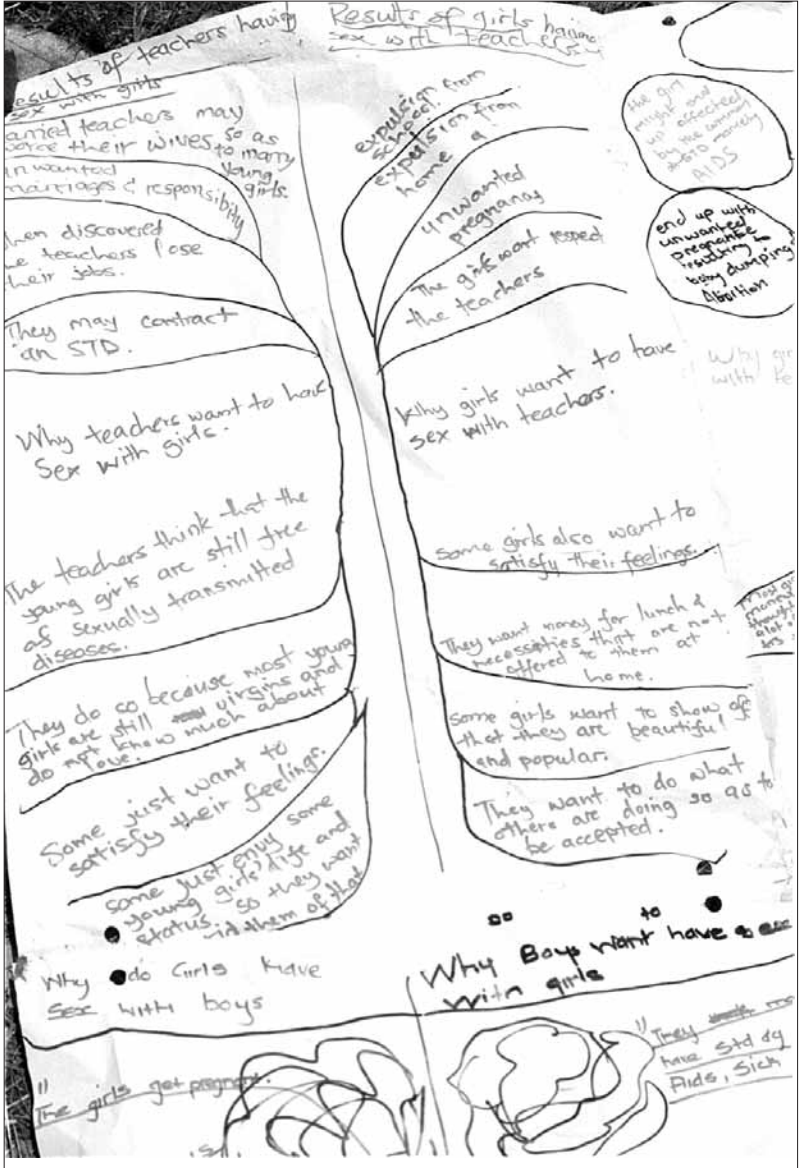 Results of teachers having
sex with girls
married teachers may
divorce their wives so as
to marry
young
girls.
unwanted
marriages & responsibility
when discovered
the teachers lose
their jobs.
They may contract
an STD.
Why teachers want to have
Sex with girls.
The teachers think that the
young girls are still free
of sexually transmitted
diseases.
They do so because most young
girls are still virgins and
do not know much about
love.
Some just want to
satisfy their feelings.
some just envy some
young girls life and
status so they want
them of that
Why do Girls have
Sex with boys
The girls get pregnant.
Results of girls having
sex with teachers
expulsion from
school.
expulsion from
home
unwanted
pregnancy
The girls wont respect
the teachers
Why girls want to have
sex with teachers.
Some girls also want to
satisfy their feelings.
They want money for lunch &
necessities that are not
offered to them at
home.
some girls want to show off
that they are beautiful
and popular.
They want to do what
others are doing so as to
be accepted.
to
Why Boys want have
with girls
They
have std
Aids, sick
the girl
might end
up affected
by the
STD namely
AIDS
end up with
unwanted
pregnantse
resulting to
baby dumping
Abortion
Why
with